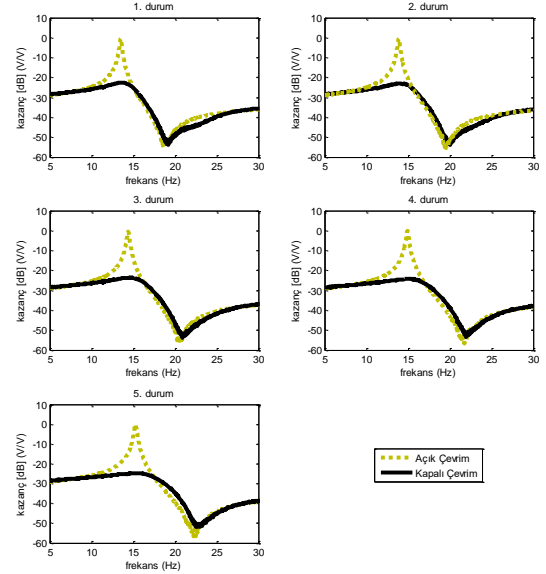 1. durum
10
0
-10
-20
-30
-40
-50
-60
kazanç [dB] (V/V)
5 10 15 20 25 30
frekans (Hz)
2. durum
10
0
-10
-20
-30
-40
-50
-60
kazanç [dB] (V/V)
5 10 15 20 25 30
frekans (Hz)
3. durum
10
0
-10
-20
-30
-40
-50
-60
kazanç [dB] (V/V)
5 10 15 20 25 30
frekans (Hz)
4. durum
10
0
-10
-20
-30
-40
-50
-60
kazanç [dB] (V/V)
5 10 15 20 25 30
frekans (Hz)
5. durum
10
0
-10
-20
-30
-40
-50
-60
kazanç [dB] (V/V)
5 10 15 20 25 30
frekans (Hz)
Açık Çevrim
Kapalı Çevrim